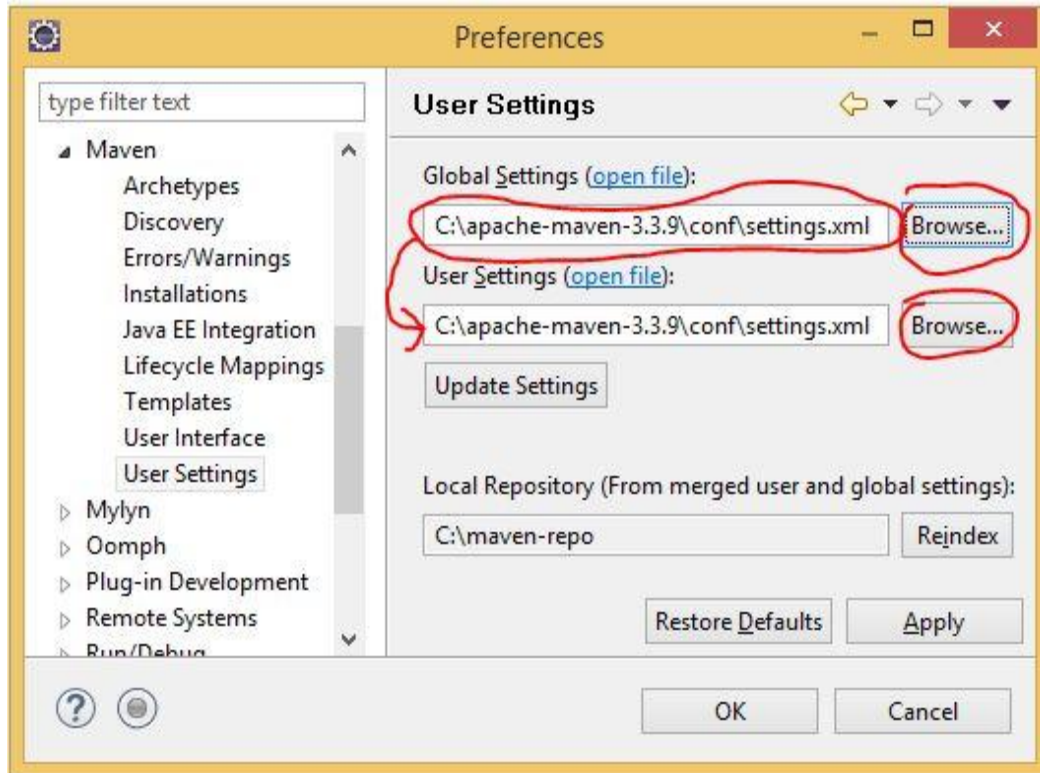 Preferences
type filter text
Maven
Archetypes
Discovery
Errors/Warnings
Installations
Java EE Integration
Lifecycle Mappings
Templates
User Interface
User Settings
Mylyn
Oomph
Plug-in Development
Remote Systems
Run/Debug
User Settings
Global Settings (open file):
C:\apache-maven-3.3.9\conf\settings.xml Browse...
User Settings (open file):
C:\apache-maven-3.3.9\conf\settings.xml Browse...
Update Settings
Local Repository (From merged user and global settings):
C:\maven-repo Reindex
Restore Defaults Apply
? OK Cancel